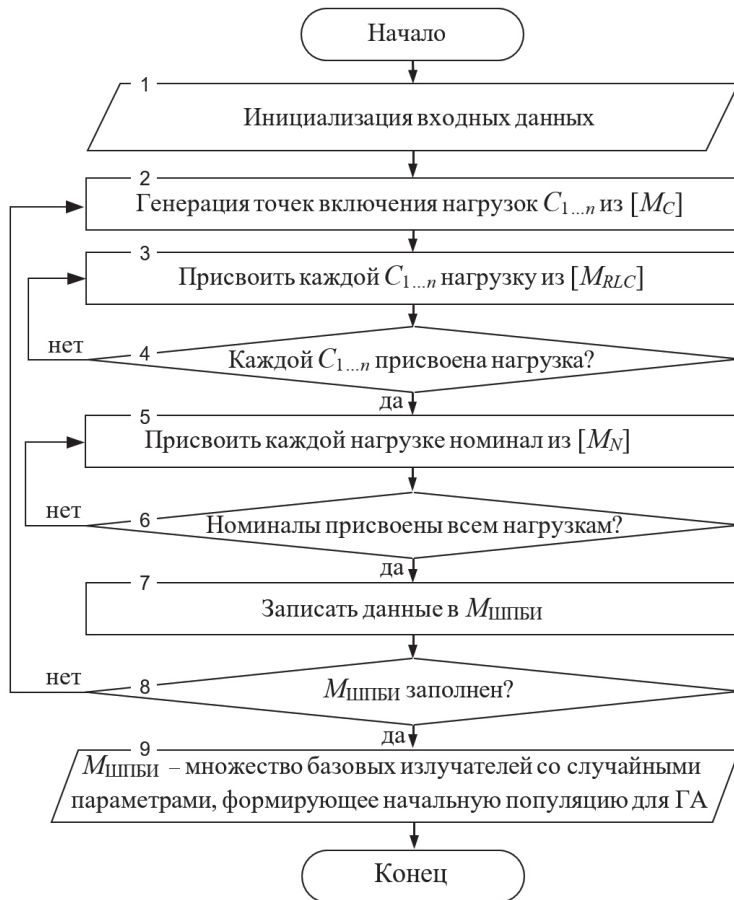 Начало
1
Инициализация входных данных
2
Генерация точек включения нагрузок C1...n из [MC]
3
Присвоить каждой C1...n нагрузку из [MRLC]
нет
4
Каждой C1...n присвоена нагрузка?
да
5
Присвоить каждой нагрузке номинал из [MN]
нет
6
Номиналы присвоены всем нагрузкам?
да
7
Записать данные в MШПБИ
нет
8
MШПБИ заполнен?
да
9
MШПБИ – множество базовых излучателей со случайными
параметрами, формирующее начальную популяцию для ГА
Конец